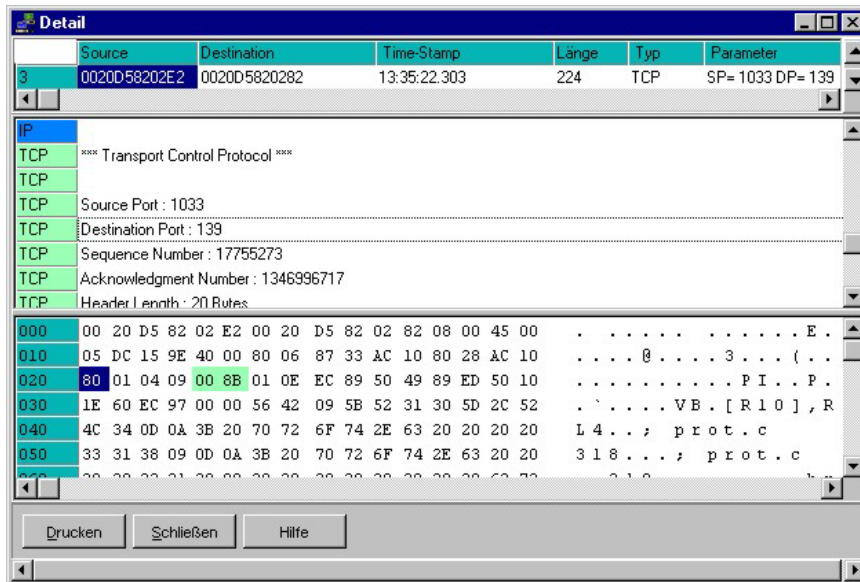 Detail
Source Destination Time-Stamp Länge Typ Parameter
3 0020D58202E2 0020D5820282 13:35:22.303 224 TCP SP= 1033 DP= 139
IP
TCP *** Transport Control Protocol ***
TCP
TCP Source Port : 1033
TCP Destination Port : 139
TCP Sequence Number : 17755273
TCP Acknowledgment Number : 1346996717
TCP Header Length : 20 Bytes
000 00 20 D5 82 02 E2 00 20 D5 82 02 82 08 00 45 00 . . . . . . . . . . . . E .
010 05 DC 15 9E 40 00 80 06 87 33 AC 10 80 28 AC 10 . . . . @ . . . . 3 . . . ( . .
020 80 01 04 09 00 8B 01 0E EC 89 50 49 89 ED 50 10 . . . . . . . . . . P I . . P .
030 1E 60 EC 97 00 00 56 42 09 5B 52 31 30 5D 2C 52 . ` . . . . V B . [ R 1 0 ] , R
040 4C 34 0D 0A 3B 20 70 72 6F 74 2E 63 20 20 20 20 L 4 . . ; p r o t . c
050 33 31 38 09 0D 0A 3B 20 70 72 6F 74 2E 63 20 20 3 1 8 . . . ; p r o t . c
Drucken Schließen Hilfe